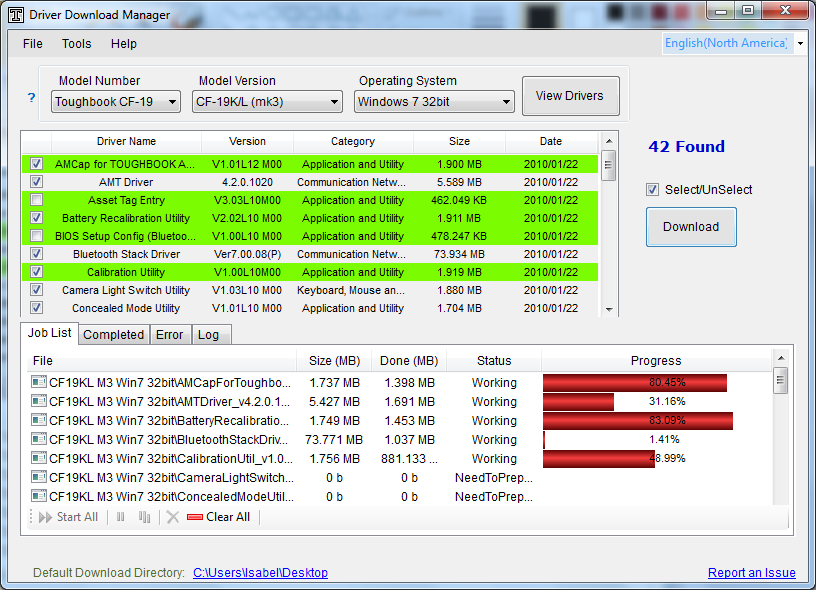 Driver Download Manager
File Tools Help English(North America)
Model Number Model Version Operating System
? Toughbook CF-19 CF-19K/L (mk3) Windows 7 32bit View Drivers
Driver Name Version Category Size Date
42 Found
AMCap for TOUGHBOOK A... V1.01L12 M00 Application and Utility 1.900 MB 2010/01/22
AMT Driver 4.2.0.1020 Communication Netw... 5.589 MB 2010/01/22
Select/UnSelect
Asset Tag Entry V3.03L10M00 Application and Utility 462.049 KB 2010/01/22
Battery Recalibration Utility V2.02L10 M00 Application and Utility 1.911 MB 2010/01/22
Download
BIOS Setup Config (Bluetoo... V1.00L10 M00 Application and Utility 478.247 KB 2010/01/22
Bluetooth Stack Driver Ver7.00.08(P) Communication Netw... 73.934 MB 2010/01/22
Calibration Utility V1.00L10M00 Application and Utility 1.919 MB 2010/01/22
Camera Light Switch Utility V1.03L10 M00 Keyboard, Mouse an... 1.880 MB 2010/01/22
Concealed Mode Utility V1.01L10 M00 Application and Utility 1.704 MB 2010/01/22
Job List Completed Error Log
File Size (MB) Done (MB) Status Progress
CF19KL M3 Win7 32bit\AMCapForToughbo... 1.737 MB 1.398 MB Working 80.45%
CF19KL M3 Win7 32bit\AMTDriver_v4.2.0.1... 5.427 MB 1.691 MB Working 31.16%
CF19KL M3 Win7 32bit\BatteryRecalibratio... 1.749 MB 1.453 MB Working 83.09%
CF19KL M3 Win7 32bit\BluetoothStackDriv... 73.771 MB 1.037 MB Working 1.41%
CF19KL M3 Win7 32bit\CalibrationUtil_v1.0... 1.756 MB 881.133 ... Working 48.99%
CF19KL M3 Win7 32bit\CameraLightSwitch... 0 b 0 b NeedToPrep...
CF19KL M3 Win7 32bit\ConcealedModeUtil... 0 b 0 b NeedToPrep...
Start All Clear All
Default Download Directory: C:\Users\Isabel\Desktop Report an Issue